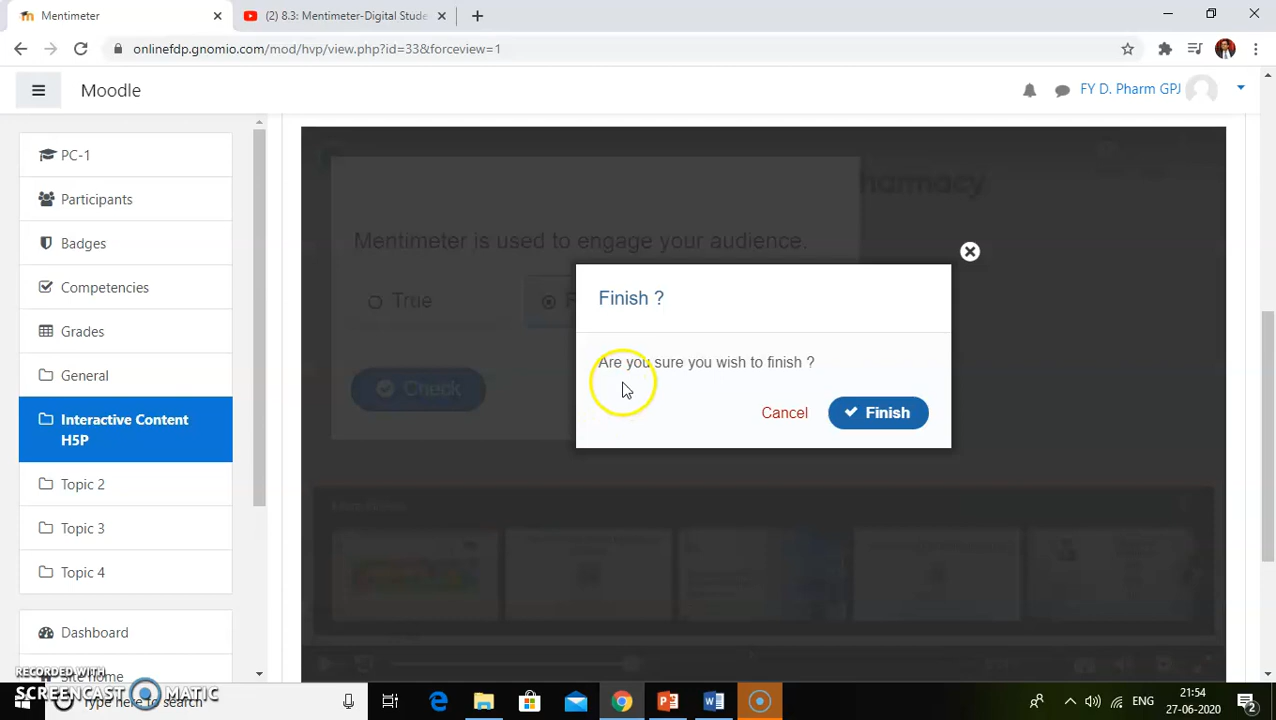 Mentimeter
(2) 8.3: Mentimeter-Digital Stude
onlinefdp.gnomio.com/mod/hvp/view.php?id=33&forceview=1
Moodle
FY D. Pharm GPJ
PC-1
Participants
Badges
Competencies
Grades
General
Interactive Content
H5P
Topic 2
Topic 3
Topic 4
Dashboard
Site home
harmacy
Mentimeter is used to engage your audience.
True
F
Check
Finish ?
Are you sure you wish to finish ?
Cancel
Finish
RECORDED WITH
SCREENCAST MATIC
Type here to search
ENG
21:54
27-06-2020
2